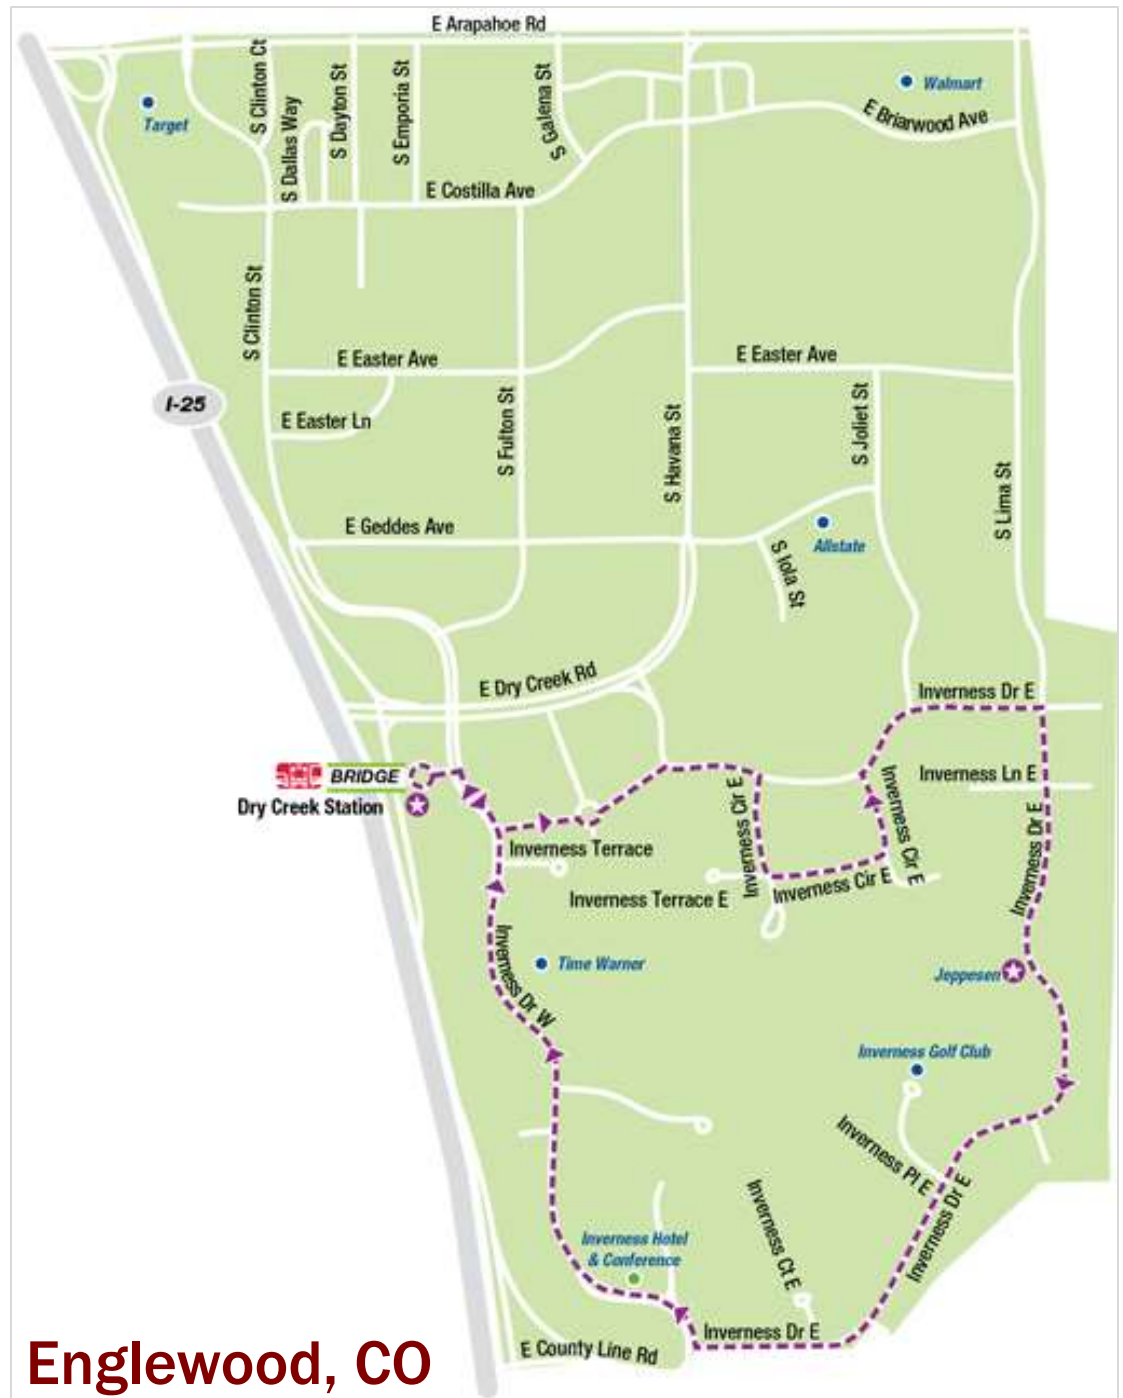 E Arapahoe Rd
S Clinton Ct
S Dallas Way
S Dayton St
S Emporia St
S Galena St
Walmart
E Briarwood Ave
Target
E Costilla Ave
S Clinton St
E Easter Ave
E Easter Ave
I-25
E Easter Ln
S Fulton St
S Havana St
S Joliet St
S Lima St
E Geddes Ave
Allstate
S Iola St
E Dry Creek Rd
Inverness Dr E
BRIDGE
Dry Creek Station
Inverness Ln E
Inverness Cir E
Inverness Cir E
Inverness Dr E
Inverness Terrace
Inverness Terrace E
Inverness Cir E
Inverness Dr W
Time Warner
Jeppesen
Inverness Golf Club
Inverness Pl E
Inverness Dr E
Inverness Ct E
Inverness Hotel
& Conference
Inverness Dr E
E County Line Rd
Englewood, CO